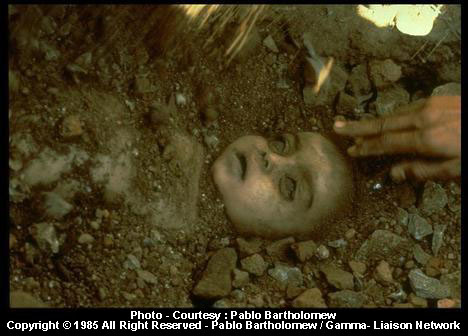 Photo - Courtesy : Pablo Bartholomew
Copyright © 1985 All Right Reserved - Pablo Bartholomew / Gamma- Liaison Network